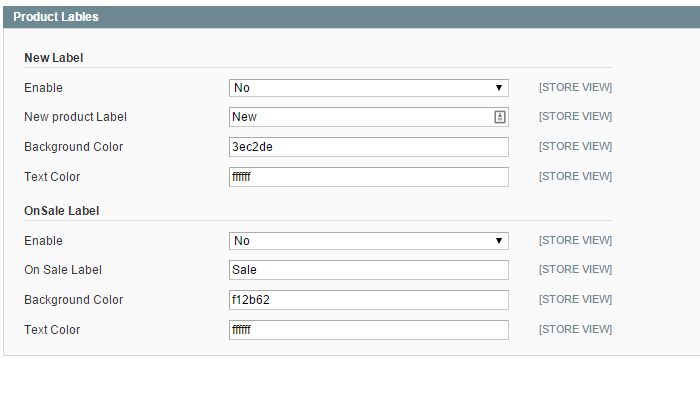 Product Lables
New Label
Enable No [STORE VIEW]
New product Label New [STORE VIEW]
Background Color 3ec2de [STORE VIEW]
Text Color ffffff [STORE VIEW]
OnSale Label
Enable No [STORE VIEW]
On Sale Label Sale [STORE VIEW]
Background Color f12b62 [STORE VIEW]
Text Color ffffff [STORE VIEW]